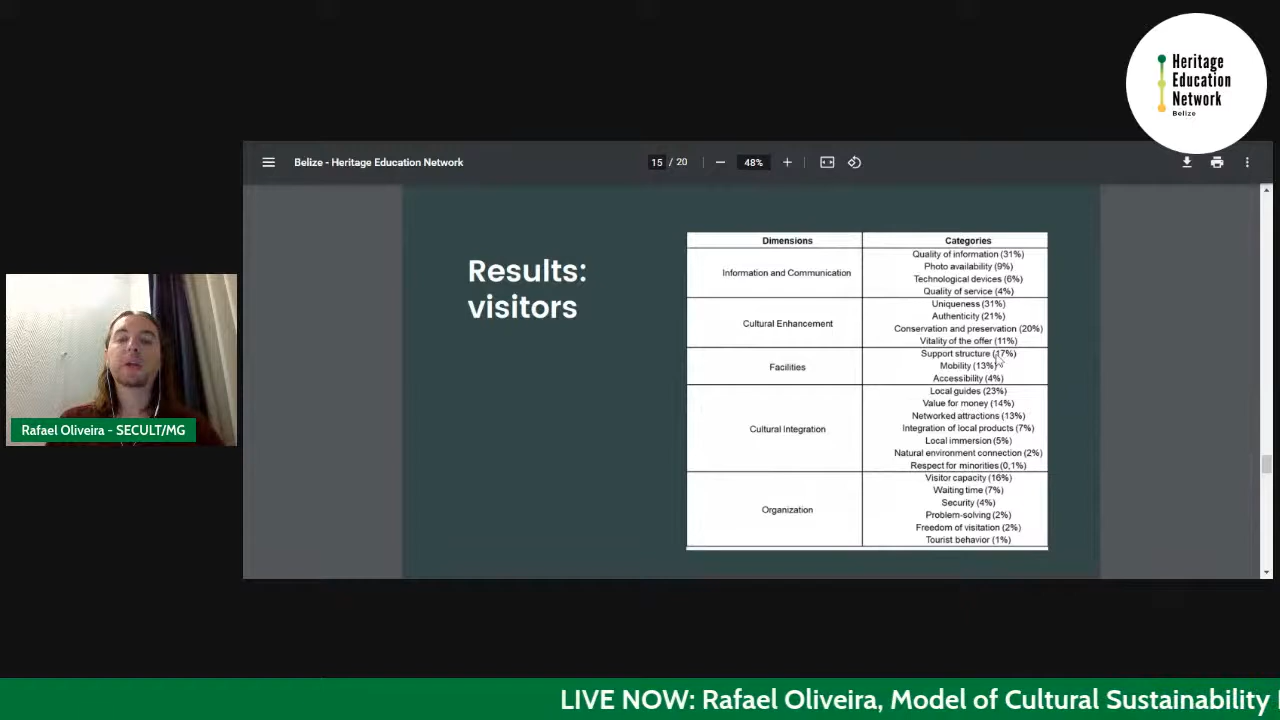 Heritage
Education
Network
Belize
Belize - Heritage Education Network
15 / 20
48%
Results:
visitors
Dimensions Categories
Information and Communication
Quality of information (31%)
Photo availability (9%)
Technological devices (6%)
Quality of service (4%)
Cultural Enhancement
Uniqueness (31%)
Authenticity (21%)
Conservation and preservation (20%)
Vitality of the offer (11%)
Facilities
Support structure (17%)
Mobility (13%)
Accessibility (4%)
Cultural Integration
Local guides (23%)
Value for money (14%)
Networked attractions (13%)
Integration of local products (7%)
Local immersion (5%)
Natural environment connection (2%)
Respect for minorities (0,1%)
Organization
Visitor capacity (16%)
Waiting time (7%)
Security (4%)
Problem-solving (2%)
Freedom of visitation (2%)
Tourist behavior (1%)
Rafael Oliveira - SECULT/MG
LIVE NOW: Rafael Oliveira, Model of Cultural Sustainability